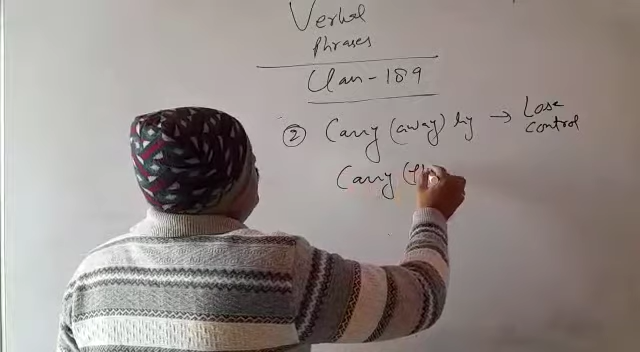 Verbal
Phrases
Class - 189
② Carry (away) by → Lose
control
Carry (